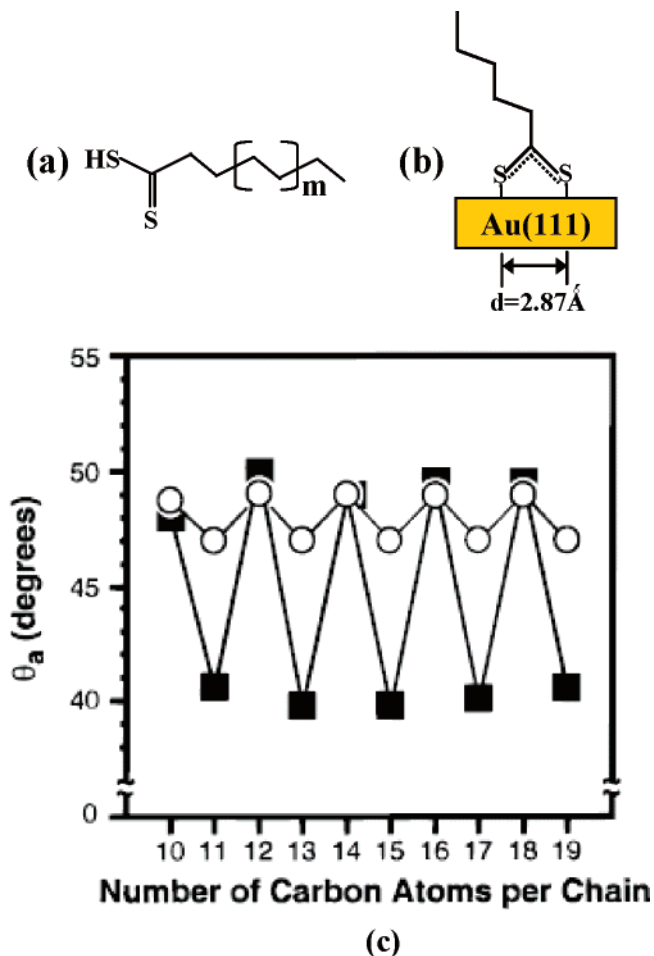 (a)
HS
S
m
(b)
S S
Au(111)
d=2.87Å
55
50
45
40
0
θa (degrees)
10 11 12 13 14 15 16 17 18 19
Number of Carbon Atoms per Chain
(c)